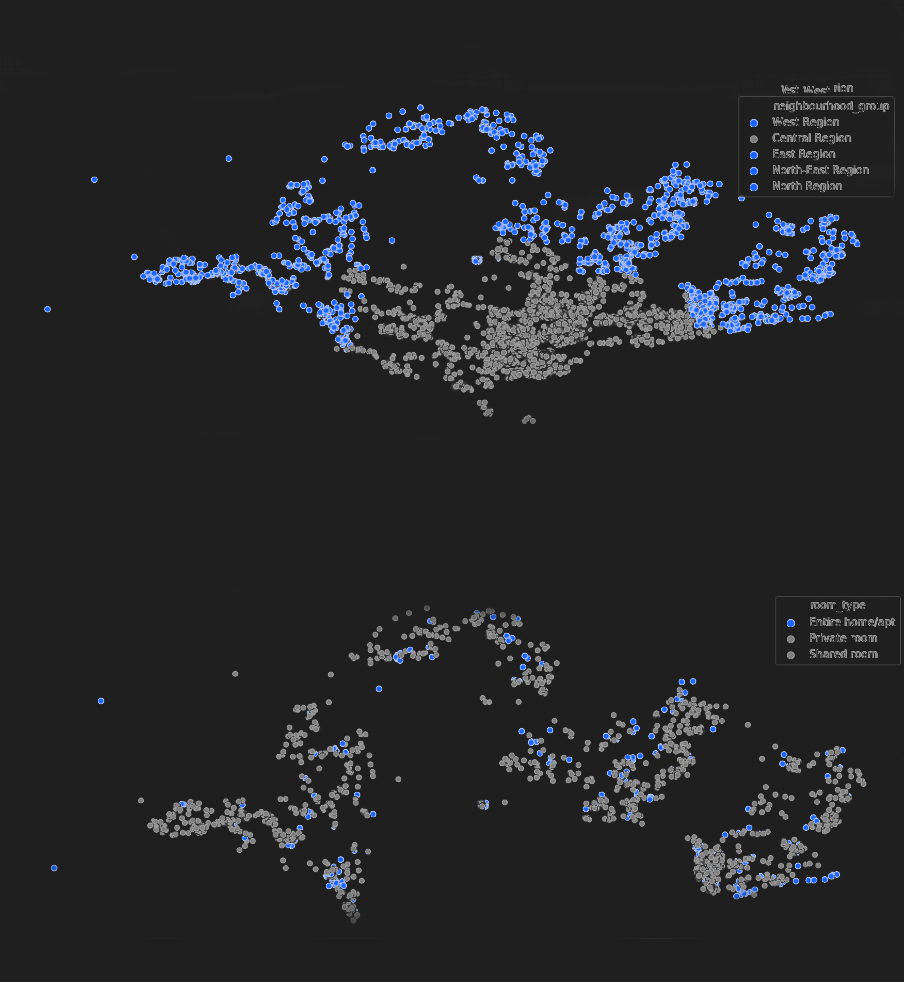 neighbourhood_group
West Region
Central Region
East Region
North-East Region
North Region
room_type
Entire home/apt
Private room
Shared room